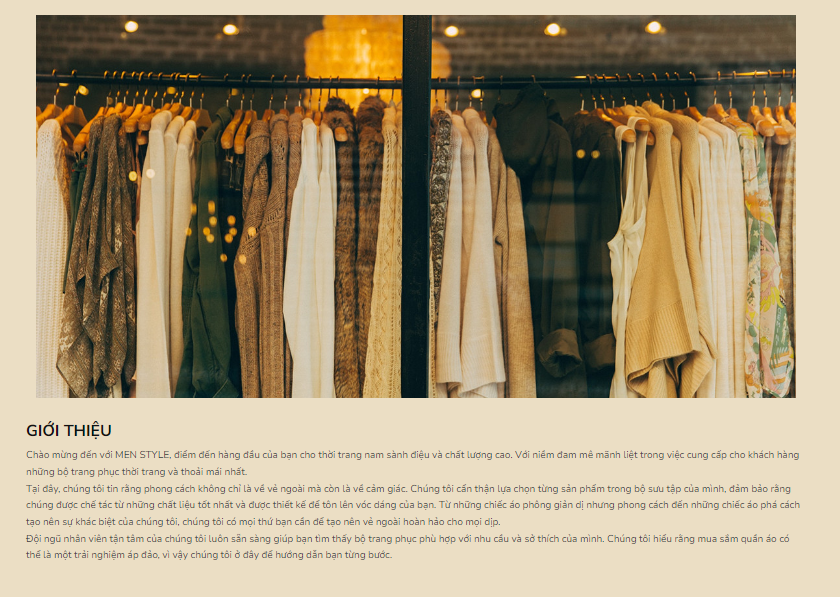 GIỚI THIỆU
Chào mừng đến với MEN STYLE, điểm đến hàng đầu của bạn cho thời trang nam sành điệu và chất lượng cao. Với niềm đam mê mãnh liệt trong việc cung cấp cho khách hàng
những bộ trang phục thời trang và thoải mái nhất.
Tại đây, chúng tôi tin rằng phong cách không chỉ là về vẻ ngoài mà còn là về cảm giác. Chúng tôi cẩn thận lựa chọn từng sản phẩm trong bộ sưu tập của mình, đảm bảo rằng
chúng được chế tác từ những chất liệu tốt nhất và được thiết kế để tôn lên vóc dáng của bạn. Từ những chiếc áo phông giản dị nhưng phong cách đến những chiếc áo phá cách
tạo nên sự khác biệt của chúng tôi, chúng tôi có mọi thứ bạn cần để tạo nên vẻ ngoài hoàn hảo cho mọi dịp.
Đội ngũ nhân viên tận tâm của chúng tôi luôn sẵn sàng giúp bạn tìm thấy bộ trang phục phù hợp với nhu cầu và sở thích của mình. Chúng tôi hiểu rằng mua sắm quần áo có
thể là một trải nghiệm áp đảo, vì vậy chúng tôi ở đây để hướng dẫn bạn từng bước.